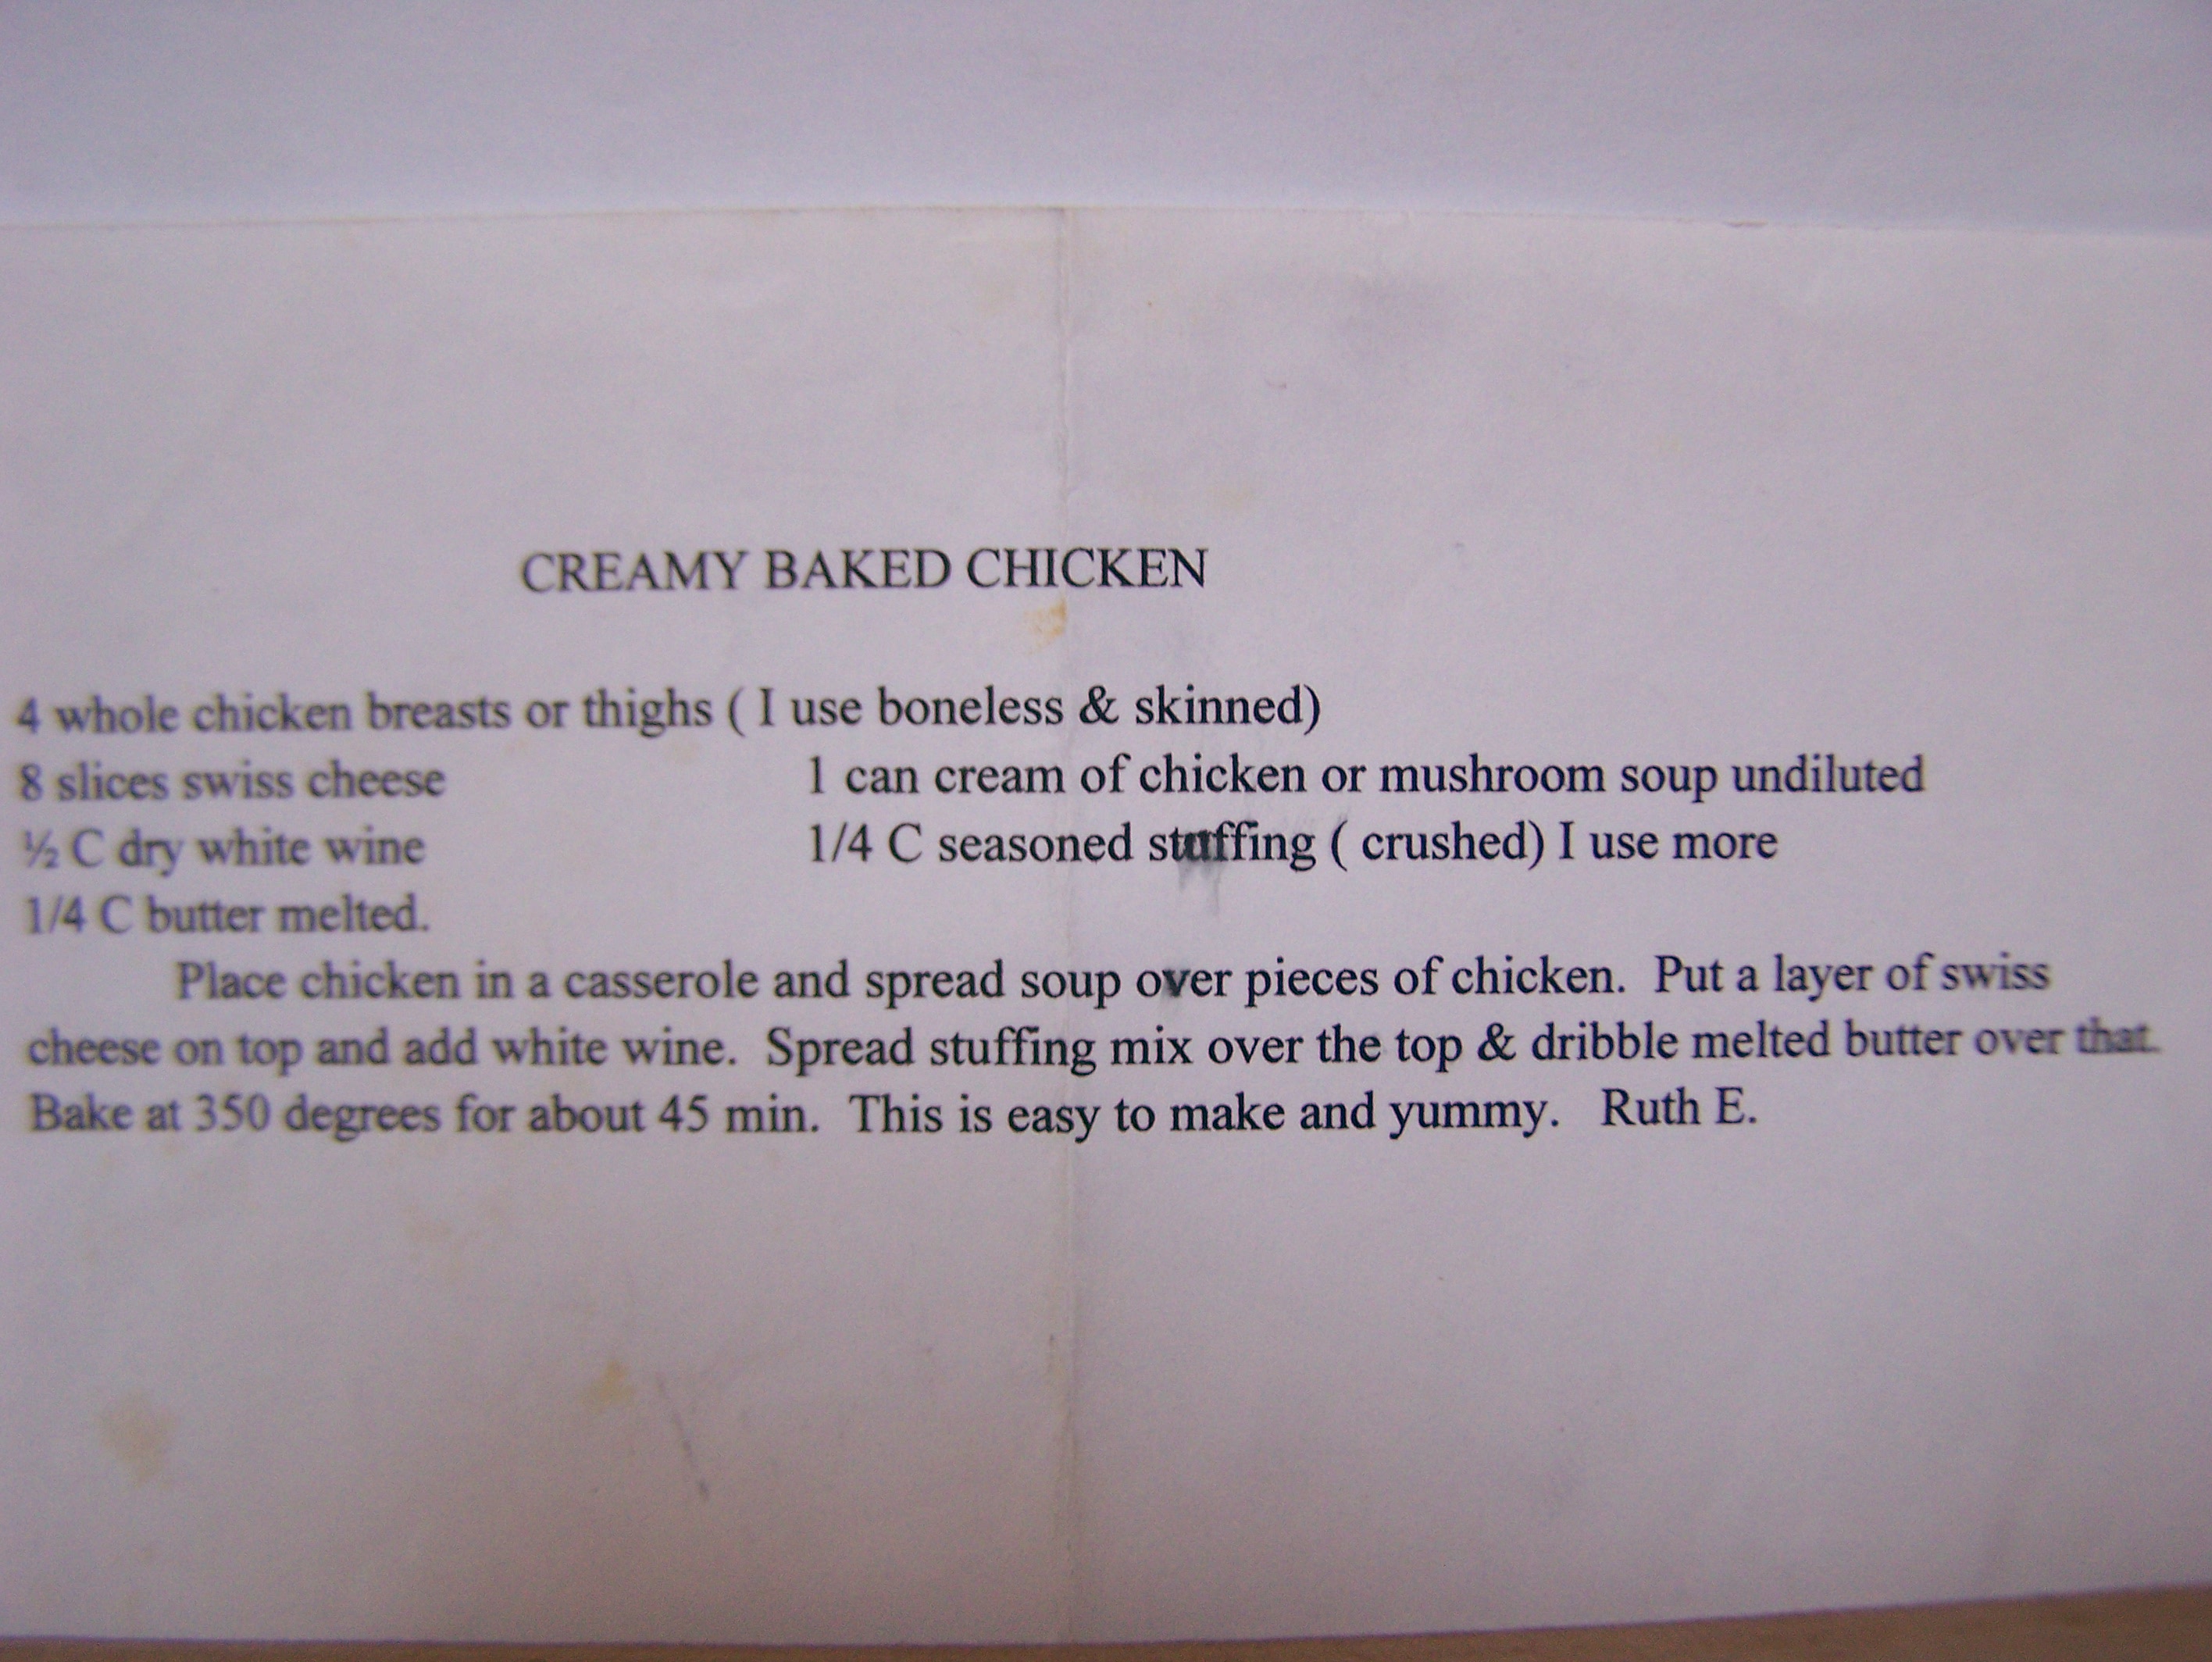 CREAMY BAKED CHICKEN
4 whole chicken breasts or thighs ( I use boneless & skinned)
8 slices swiss cheese 1 can cream of chicken or mushroom soup undiluted
½ C dry white wine 1/4 C seasoned stuffing ( crushed) I use more
1/4 C butter melted.
Place chicken in a casserole and spread soup over pieces of chicken. Put a layer of swiss
cheese on top and add white wine. Spread stuffing mix over the top & dribble melted butter over that.
Bake at 350 degrees for about 45 min. This is easy to make and yummy. Ruth E.